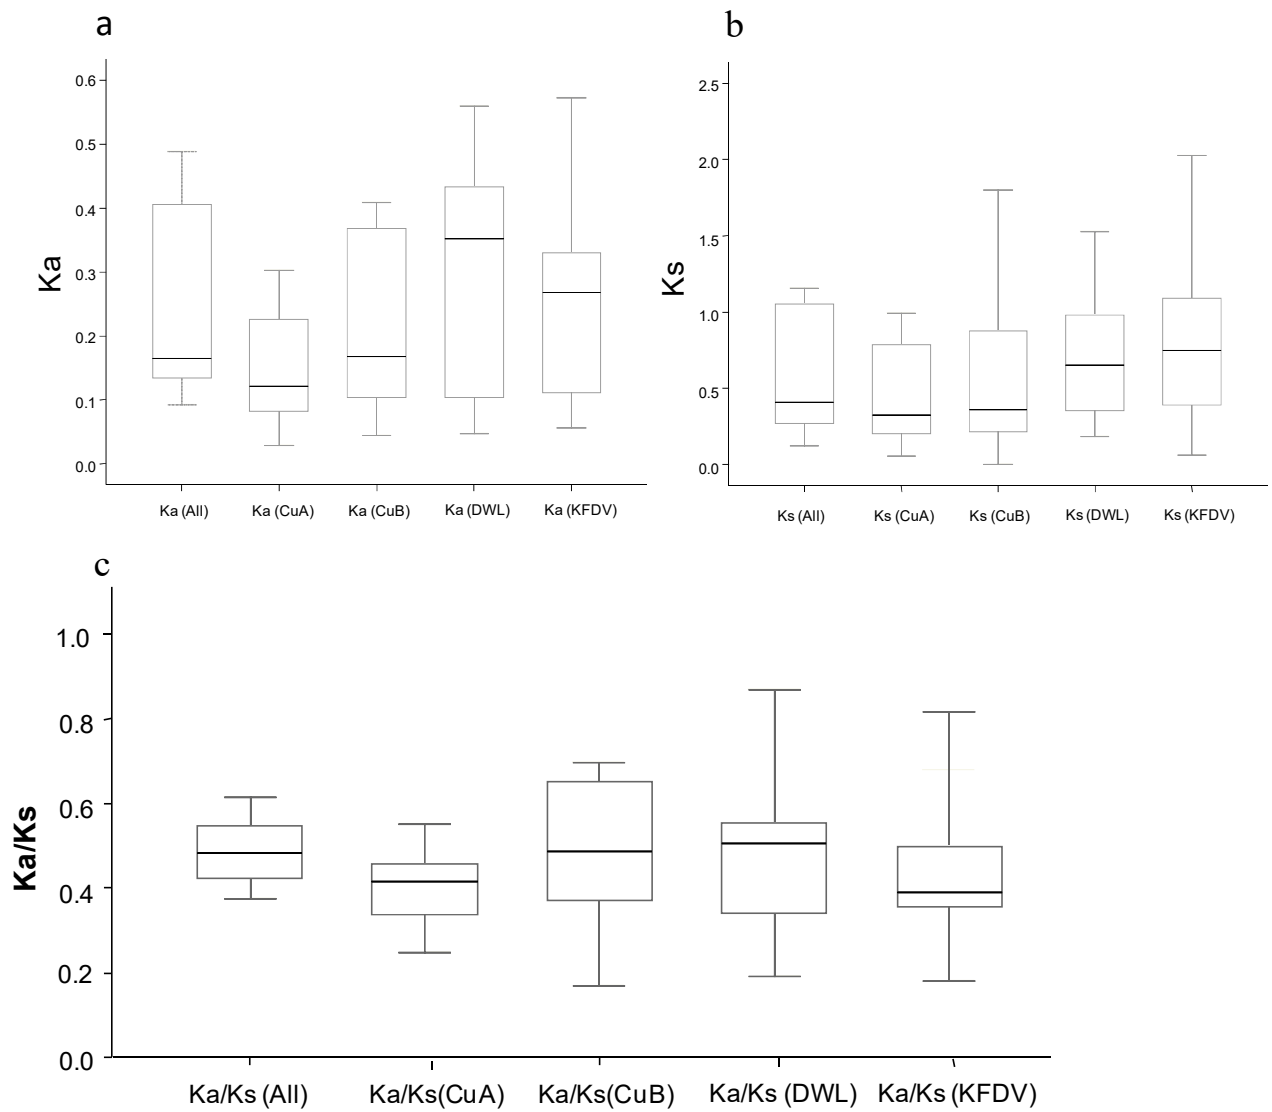 a
Ka
0.6
0.5
0.4
0.3
0.2
0.1
0.0
Ka (All) Ka (CuA) Ka (CuB) Ka (DWL) Ka (KFDV)
b
Ks
2.5
2.0
1.5
1.0
0.5
0.0
Ks (All) Ks (CuA) Ks (CuB) Ks (DWL) Ks (KFDV)
c
Ka/Ks
1.0
0.8
0.6
0.4
0.2
0.0
Ka/Ks (All) Ka/Ks(CuA) Ka/Ks(CuB) Ka/Ks (DWL) Ka/Ks (KFDV)